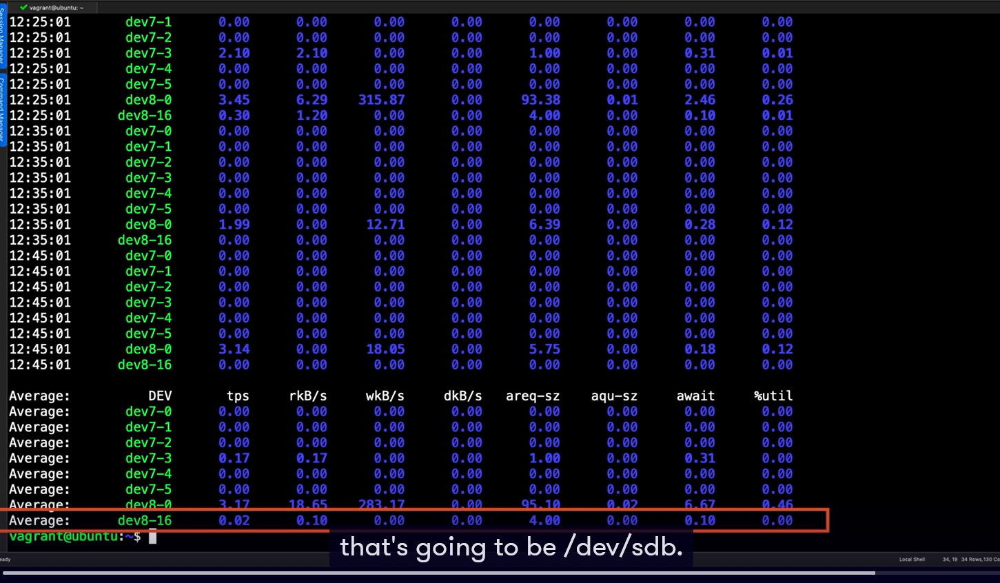 vagrant@ubuntu: ~
Session Manager
Command Manager
12:25:01 dev7-1 0.00 0.00 0.00 0.00 0.00 0.00 0.00 0.00
12:25:01 dev7-2 0.00 0.00 0.00 0.00 0.00 0.00 0.00 0.00
12:25:01 dev7-3 2.10 2.10 0.00 0.00 1.00 0.00 0.31 0.01
12:25:01 dev7-4 0.00 0.00 0.00 0.00 0.00 0.00 0.00 0.00
12:25:01 dev7-5 0.00 0.00 0.00 0.00 0.00 0.00 0.00 0.00
12:25:01 dev8-0 3.45 6.29 315.87 0.00 93.38 0.01 2.46 0.26
12:25:01 dev8-16 0.30 1.20 0.00 0.00 4.00 0.00 0.10 0.01
12:35:01 dev7-0 0.00 0.00 0.00 0.00 0.00 0.00 0.00 0.00
12:35:01 dev7-1 0.00 0.00 0.00 0.00 0.00 0.00 0.00 0.00
12:35:01 dev7-2 0.00 0.00 0.00 0.00 0.00 0.00 0.00 0.00
12:35:01 dev7-3 0.00 0.00 0.00 0.00 0.00 0.00 0.00 0.00
12:35:01 dev7-4 0.00 0.00 0.00 0.00 0.00 0.00 0.00 0.00
12:35:01 dev7-5 0.00 0.00 0.00 0.00 0.00 0.00 0.00 0.00
12:35:01 dev8-0 1.99 0.00 12.71 0.00 6.39 0.00 0.28 0.12
12:35:01 dev8-16 0.00 0.00 0.00 0.00 0.00 0.00 0.00 0.00
12:45:01 dev7-0 0.00 0.00 0.00 0.00 0.00 0.00 0.00 0.00
12:45:01 dev7-1 0.00 0.00 0.00 0.00 0.00 0.00 0.00 0.00
12:45:01 dev7-2 0.00 0.00 0.00 0.00 0.00 0.00 0.00 0.00
12:45:01 dev7-3 0.00 0.00 0.00 0.00 0.00 0.00 0.00 0.00
12:45:01 dev7-4 0.00 0.00 0.00 0.00 0.00 0.00 0.00 0.00
12:45:01 dev7-5 0.00 0.00 0.00 0.00 0.00 0.00 0.00 0.00
12:45:01 dev8-0 3.14 0.00 18.05 0.00 5.75 0.00 0.18 0.12
12:45:01 dev8-16 0.00 0.00 0.00 0.00 0.00 0.00 0.00 0.00
Average: DEV tps rkB/s wkB/s dkB/s areq-sz aqu-sz await %util
Average: dev7-0 0.00 0.00 0.00 0.00 0.00 0.00 0.00 0.00
Average: dev7-1 0.00 0.00 0.00 0.00 0.00 0.00 0.00 0.00
Average: dev7-2 0.00 0.00 0.00 0.00 0.00 0.00 0.00 0.00
Average: dev7-3 0.17 0.17 0.00 0.00 1.00 0.00 0.31 0.00
Average: dev7-4 0.00 0.00 0.00 0.00 0.00 0.00 0.00 0.00
Average: dev7-5 0.00 0.00 0.00 0.00 0.00 0.00 0.00 0.00
Average: dev8-0 3.17 18.65 283.17 0.00 95.10 0.02 6.67 0.46
Average: dev8-16 0.02 0.10 0.00 0.00 4.00 0.00 0.10 0.00
vagrant@ubuntu:~$
that's going to be /dev/sdb.
Local Shell 34, 19 34 Rows,130 Co